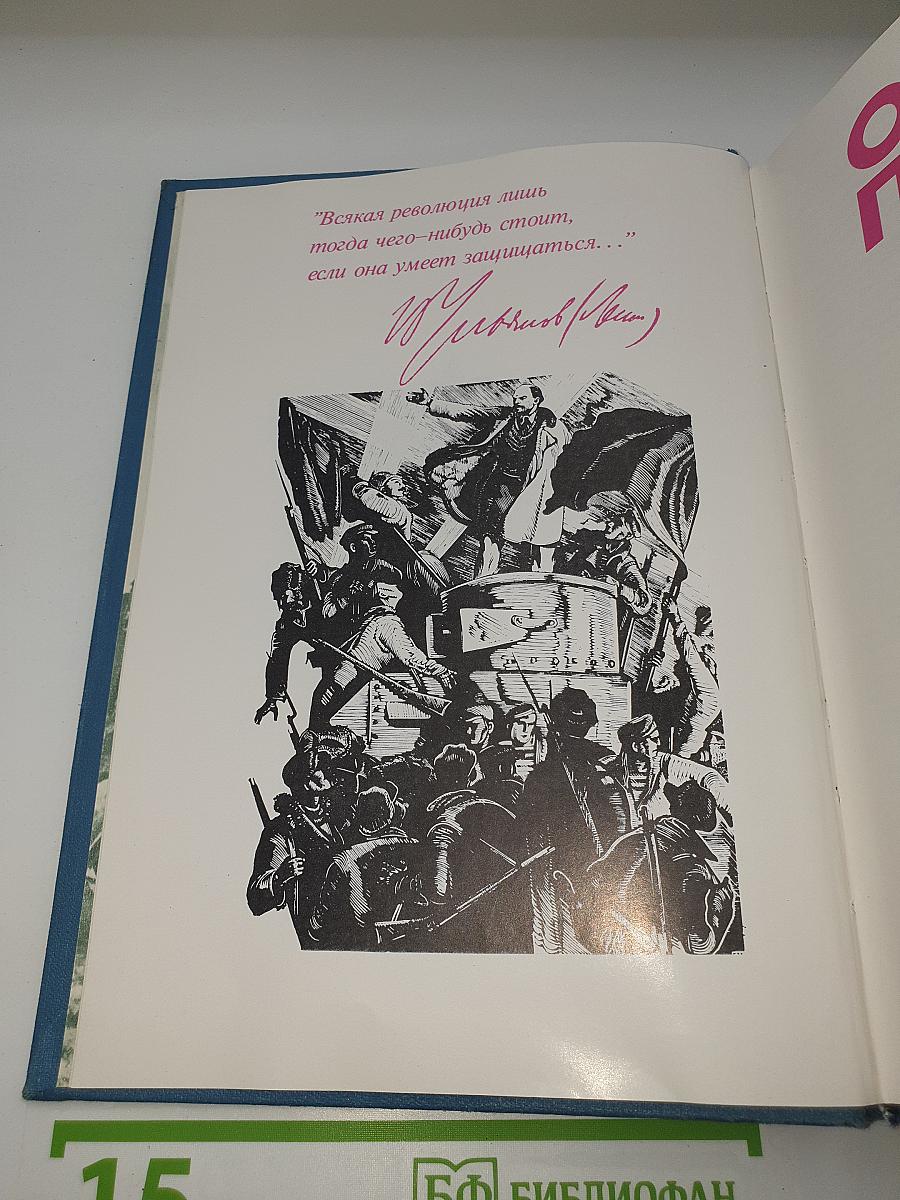 "Всякая революция лишь
тогда чего-нибудь стоит,
если она умеет защищаться..."
В Ульянов (Ленин)
О
П
15
БФ БИБЛИОФАН